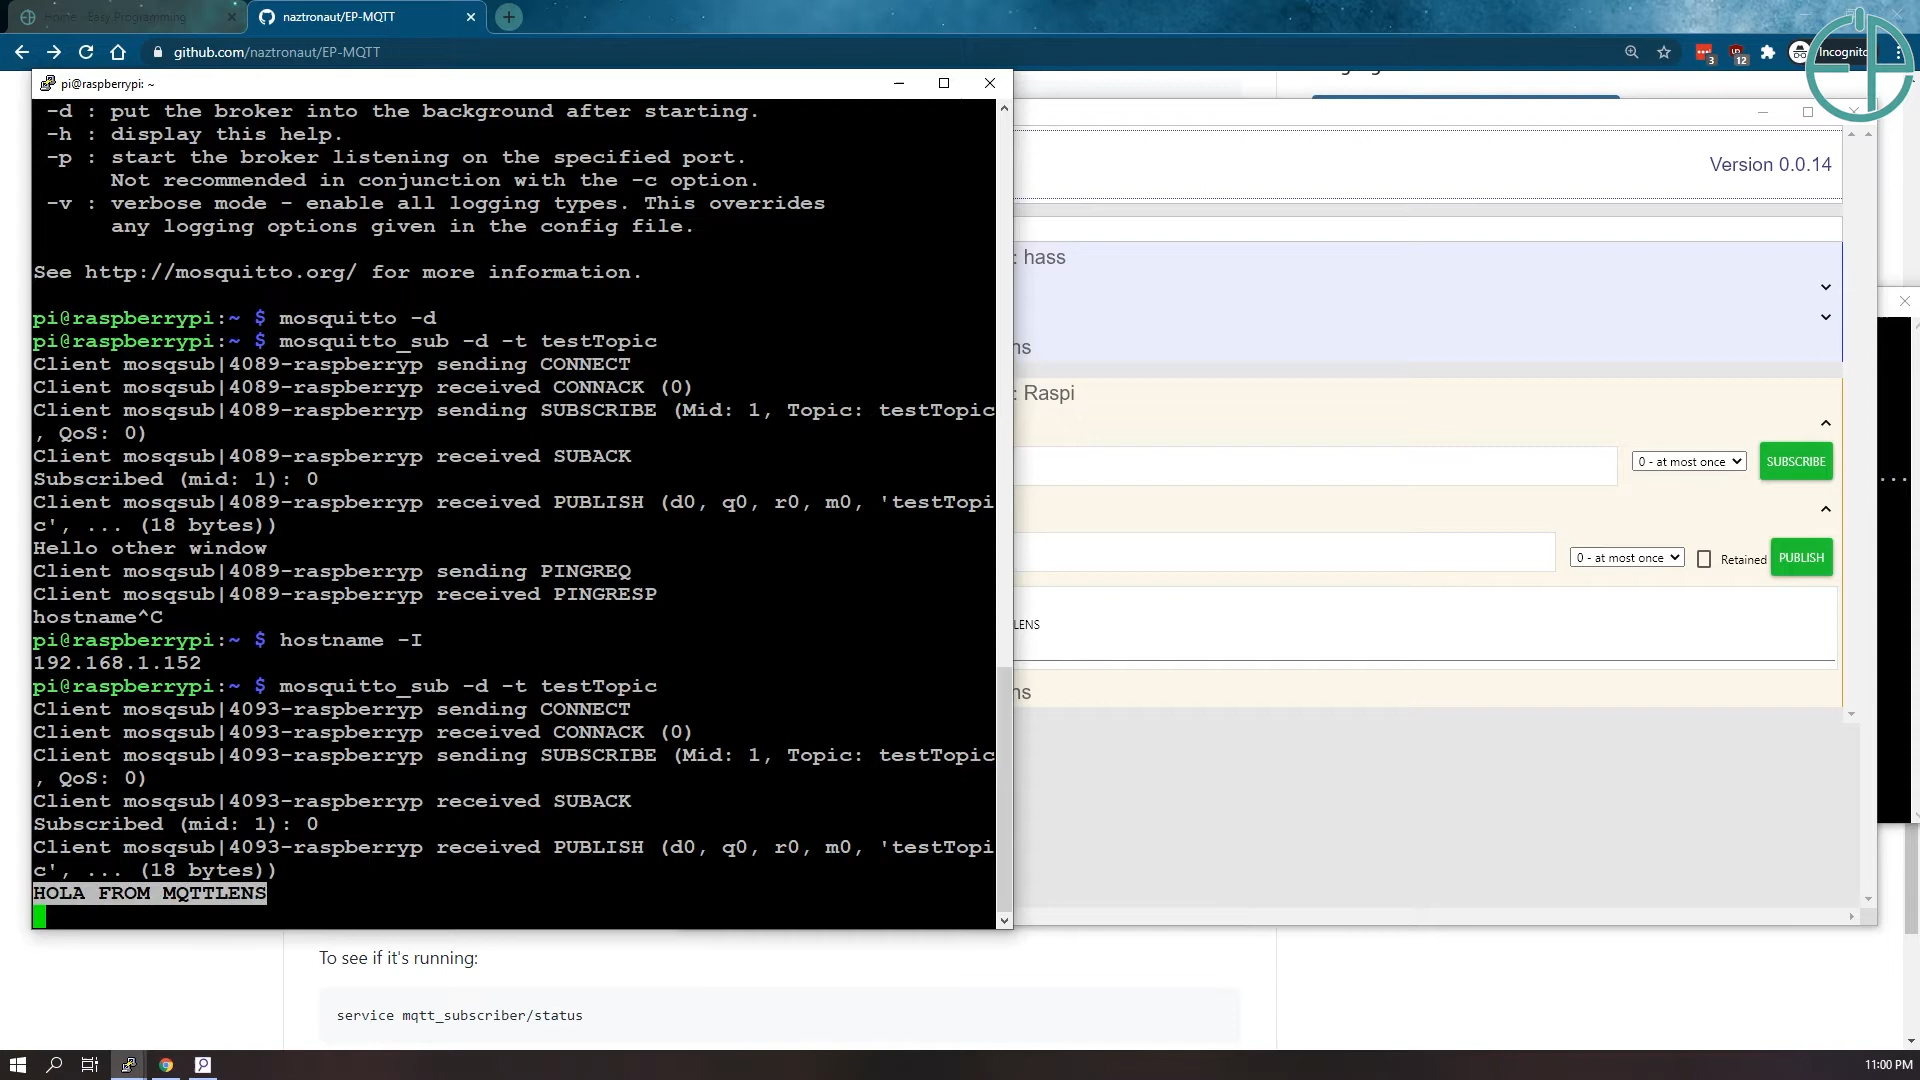 Home - Easy Programming
naztronaut/EP-MQTT
github.com/naztronaut/EP-MQTT
3
12
Incognito
pi@raspberrypi: ~
-d : put the broker into the background after starting.
-h : display this help.
-p : start the broker listening on the specified port.
Not recommended in conjunction with the -c option.
-v : verbose mode - enable all logging types. This overrides
any logging options given in the config file.
See http://mosquitto.org/ for more information.
pi@raspberrypi:~ $ mosquitto -d
pi@raspberrypi:~ $ mosquitto_sub -d -t testTopic
Client mosqsub|4089-raspberryp sending CONNECT
Client mosqsub|4089-raspberryp received CONNACK (0)
Client mosqsub|4089-raspberryp sending SUBSCRIBE (Mid: 1, Topic: testTopic
, QoS: 0)
Client mosqsub|4089-raspberryp received SUBACK
Subscribed (mid: 1): 0
Client mosqsub|4089-raspberryp received PUBLISH (d0, q0, r0, m0, 'testTopi
c', ... (18 bytes))
Hello other window
Client mosqsub|4089-raspberryp sending PINGREQ
Client mosqsub|4089-raspberryp received PINGRESP
hostname^C
pi@raspberrypi:~ $ hostname -I
192.168.1.152
pi@raspberrypi:~ $ mosquitto_sub -d -t testTopic
Client mosqsub|4093-raspberryp sending CONNECT
Client mosqsub|4093-raspberryp received CONNACK (0)
Client mosqsub|4093-raspberryp sending SUBSCRIBE (Mid: 1, Topic: testTopic
, QoS: 0)
Client mosqsub|4093-raspberryp received SUBACK
Subscribed (mid: 1): 0
Client mosqsub|4093-raspberryp received PUBLISH (d0, q0, r0, m0, 'testTopi
c', ... (18 bytes))
HOLA FROM MQTTLENS
Version 0.0.14
: hass
ns
: Raspi
0 - at most once
SUBSCRIBE
...
0 - at most once
Retained
PUBLISH
LENS
ns
To see if it's running:
service mqtt_subscriber/status
11:00 PM